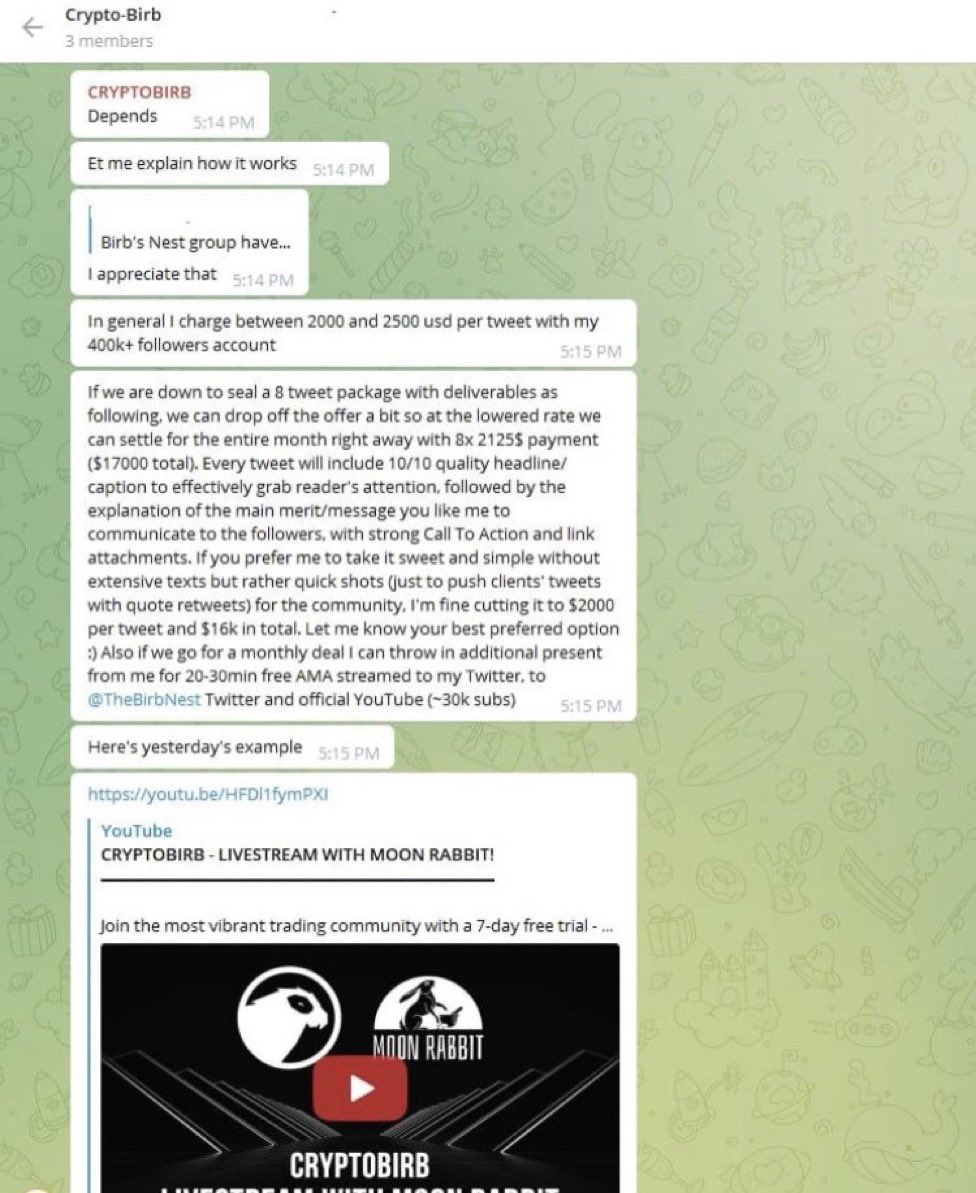 Crypto-Birb
3 members
CRYPTOBIRB
Depends 5:14 PM
Et me explain how it works 5:14 PM
Birb's Nest group have...
I appreciate that 5:14 PM
In general I charge between 2000 and 2500 usd per tweet with my
400k+ followers account
5:15 PM
If we are down to seal a 8 tweet package with deliverables as
following, we can drop off the offer a bit so at the lowered rate we
can settle for the entire month right away with 8x 2125$ payment
($17000 total). Every tweet will include 10/10 quality headline/
caption to effectively grab reader's attention, followed by the
explanation of the main merit/message you like me to
communicate to the followers, with strong Call To Action and link
attachments. If you prefer me to take it sweet and simple without
extensive texts but rather quick shots (just to push clients' tweets
with quote retweets) for the community, I'm fine cutting it to $2000
per tweet and $16k in total. Let me know your best preferred option
:) Also if we go for a monthly deal I can throw in additional present
from me for 20-30min free AMA streamed to my Twitter, to
@TheBirbNest Twitter and official YouTube (~30k subs)
5:15 PM
Here's yesterday's example 5:15 PM
https://youtu.be/HFDl1fymPXI
YouTube
CRYPTOBIRB - LIVESTREAM WITH MOON RABBIT!
Join the most vibrant trading community with a 7-day free trial - ...
MOON RABBIT
CRYPTOBIRB
LIVESTREAM WITH MOON RABBIT